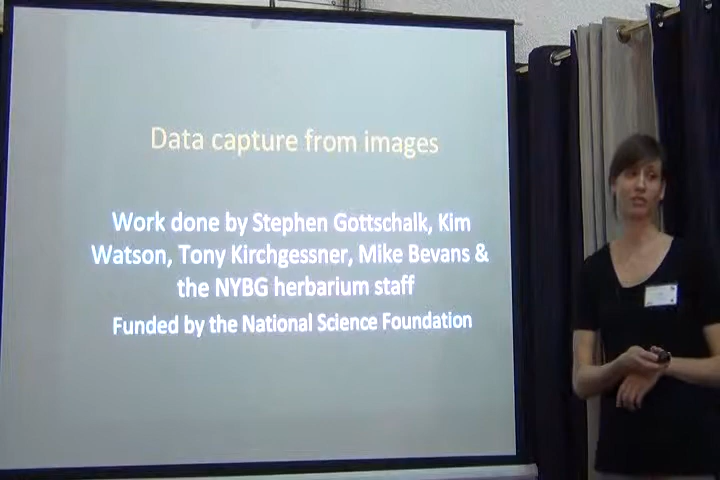 Data capture from images
Work done by Stephen Gottschalk, Kim
Watson, Tony Kirchgessner, Mike Bevans &
the NYBG herbarium staff
Funded by the National Science Foundation